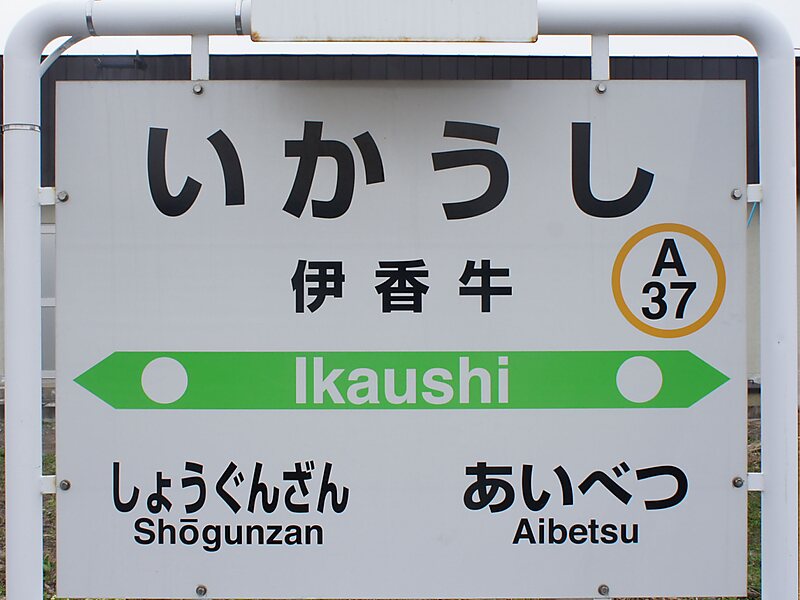 いかうし
伊香牛
A
37
Ikaushi
しょうぐんざん
Shōgunzan
あいべつ
Aibetsu